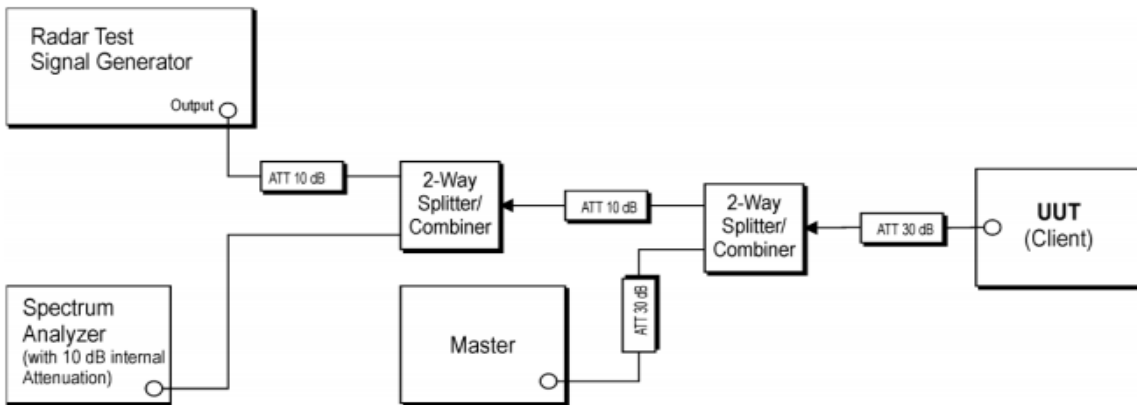 Radar Test
Signal Generator
Output
ATT 10 dB
2-Way
Splitter/
Combiner
ATT 10 dB
2-Way
Splitter/
Combiner
ATT 30 dB
UUT
(Client)
ATT 30 dB
Spectrum
Analyzer
(with 10 dB internal
Attenuation)
Master